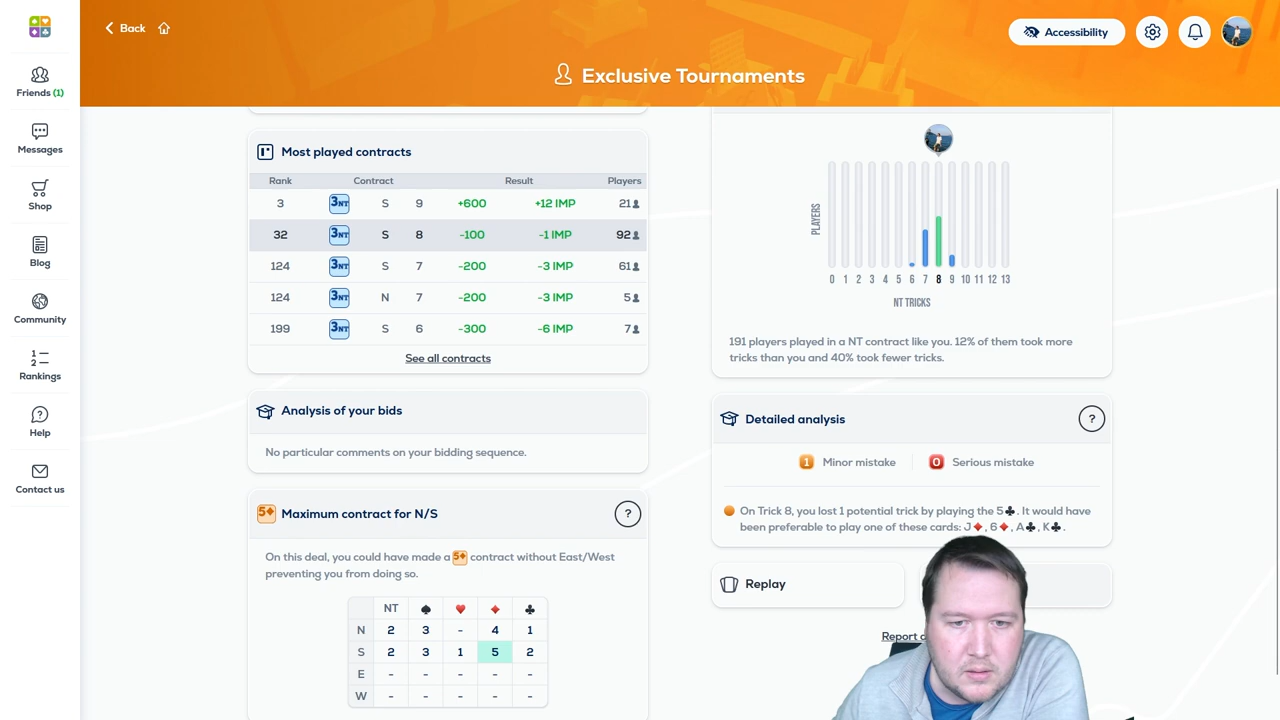 Back
Accessibility
Exclusive Tournaments
Friends (1)
Messages
Shop
Blog
Community
Rankings
Help
Contact us
Most played contracts
Rank Contract Result Players
3 3NT S 9 +600 +12 IMP 21
32 3NT S 8 -100 -1 IMP 92
124 3NT S 7 -200 -3 IMP 61
124 3NT N 7 -200 -3 IMP 5
199 3NT S 6 -300 -6 IMP 7
See all contracts
Analysis of your bids
No particular comments on your bidding sequence.
5♦ Maximum contract for N/S ?
On this deal, you could have made a 5♦ contract without East/West
preventing you from doing so.
NT ♠ ♥ ♦ ♣
N 2 3 - 4 1
S 2 3 1 5 2
E - - - - -
W - - - - -
PLAYERS
0 1 2 3 4 5 6 7 8 9 10 11 12 13
NT TRICKS
191 players played in a NT contract like you. 12% of them took more
tricks than you and 40% took fewer tricks.
Detailed analysis ?
1 Minor mistake 0 Serious mistake
On Trick 8, you lost 1 potential trick by playing the 5♣. It would have
been preferable to play one of these cards: J♦, 6♦, A♣, K♣.
Replay
Report